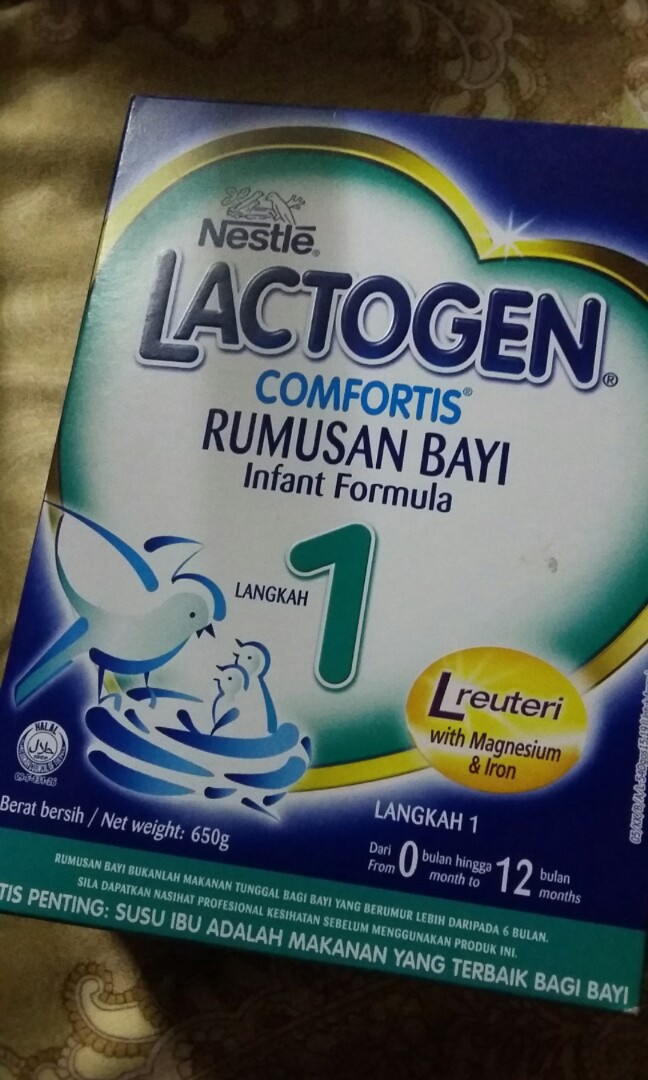 Nestlé®
LACTOGEN®
COMFORTIS®
RUMUSAN BAYI
Infant Formula
LANGKAH 1
L reuteri
with Magnesium
& Iron
HALAL
Berat bersih / Net weight: 650g
LANGKAH 1
Dari 0 bulan hingga 12 bulan
From month to months
RUMUSAN BAYI BUKANLAH MAKANAN TUNGGAL BAGI BAYI YANG BERUMUR LEBIH DARIPADA 6 BULAN.
SILA DAPATKAN NASIHAT PROFESIONAL KESIHATAN SEBELUM MENGGUNAKAN PRODUK INI.
TIS PENTING: SUSU IBU ADALAH MAKANAN YANG TERBAIK BAGI BAYI